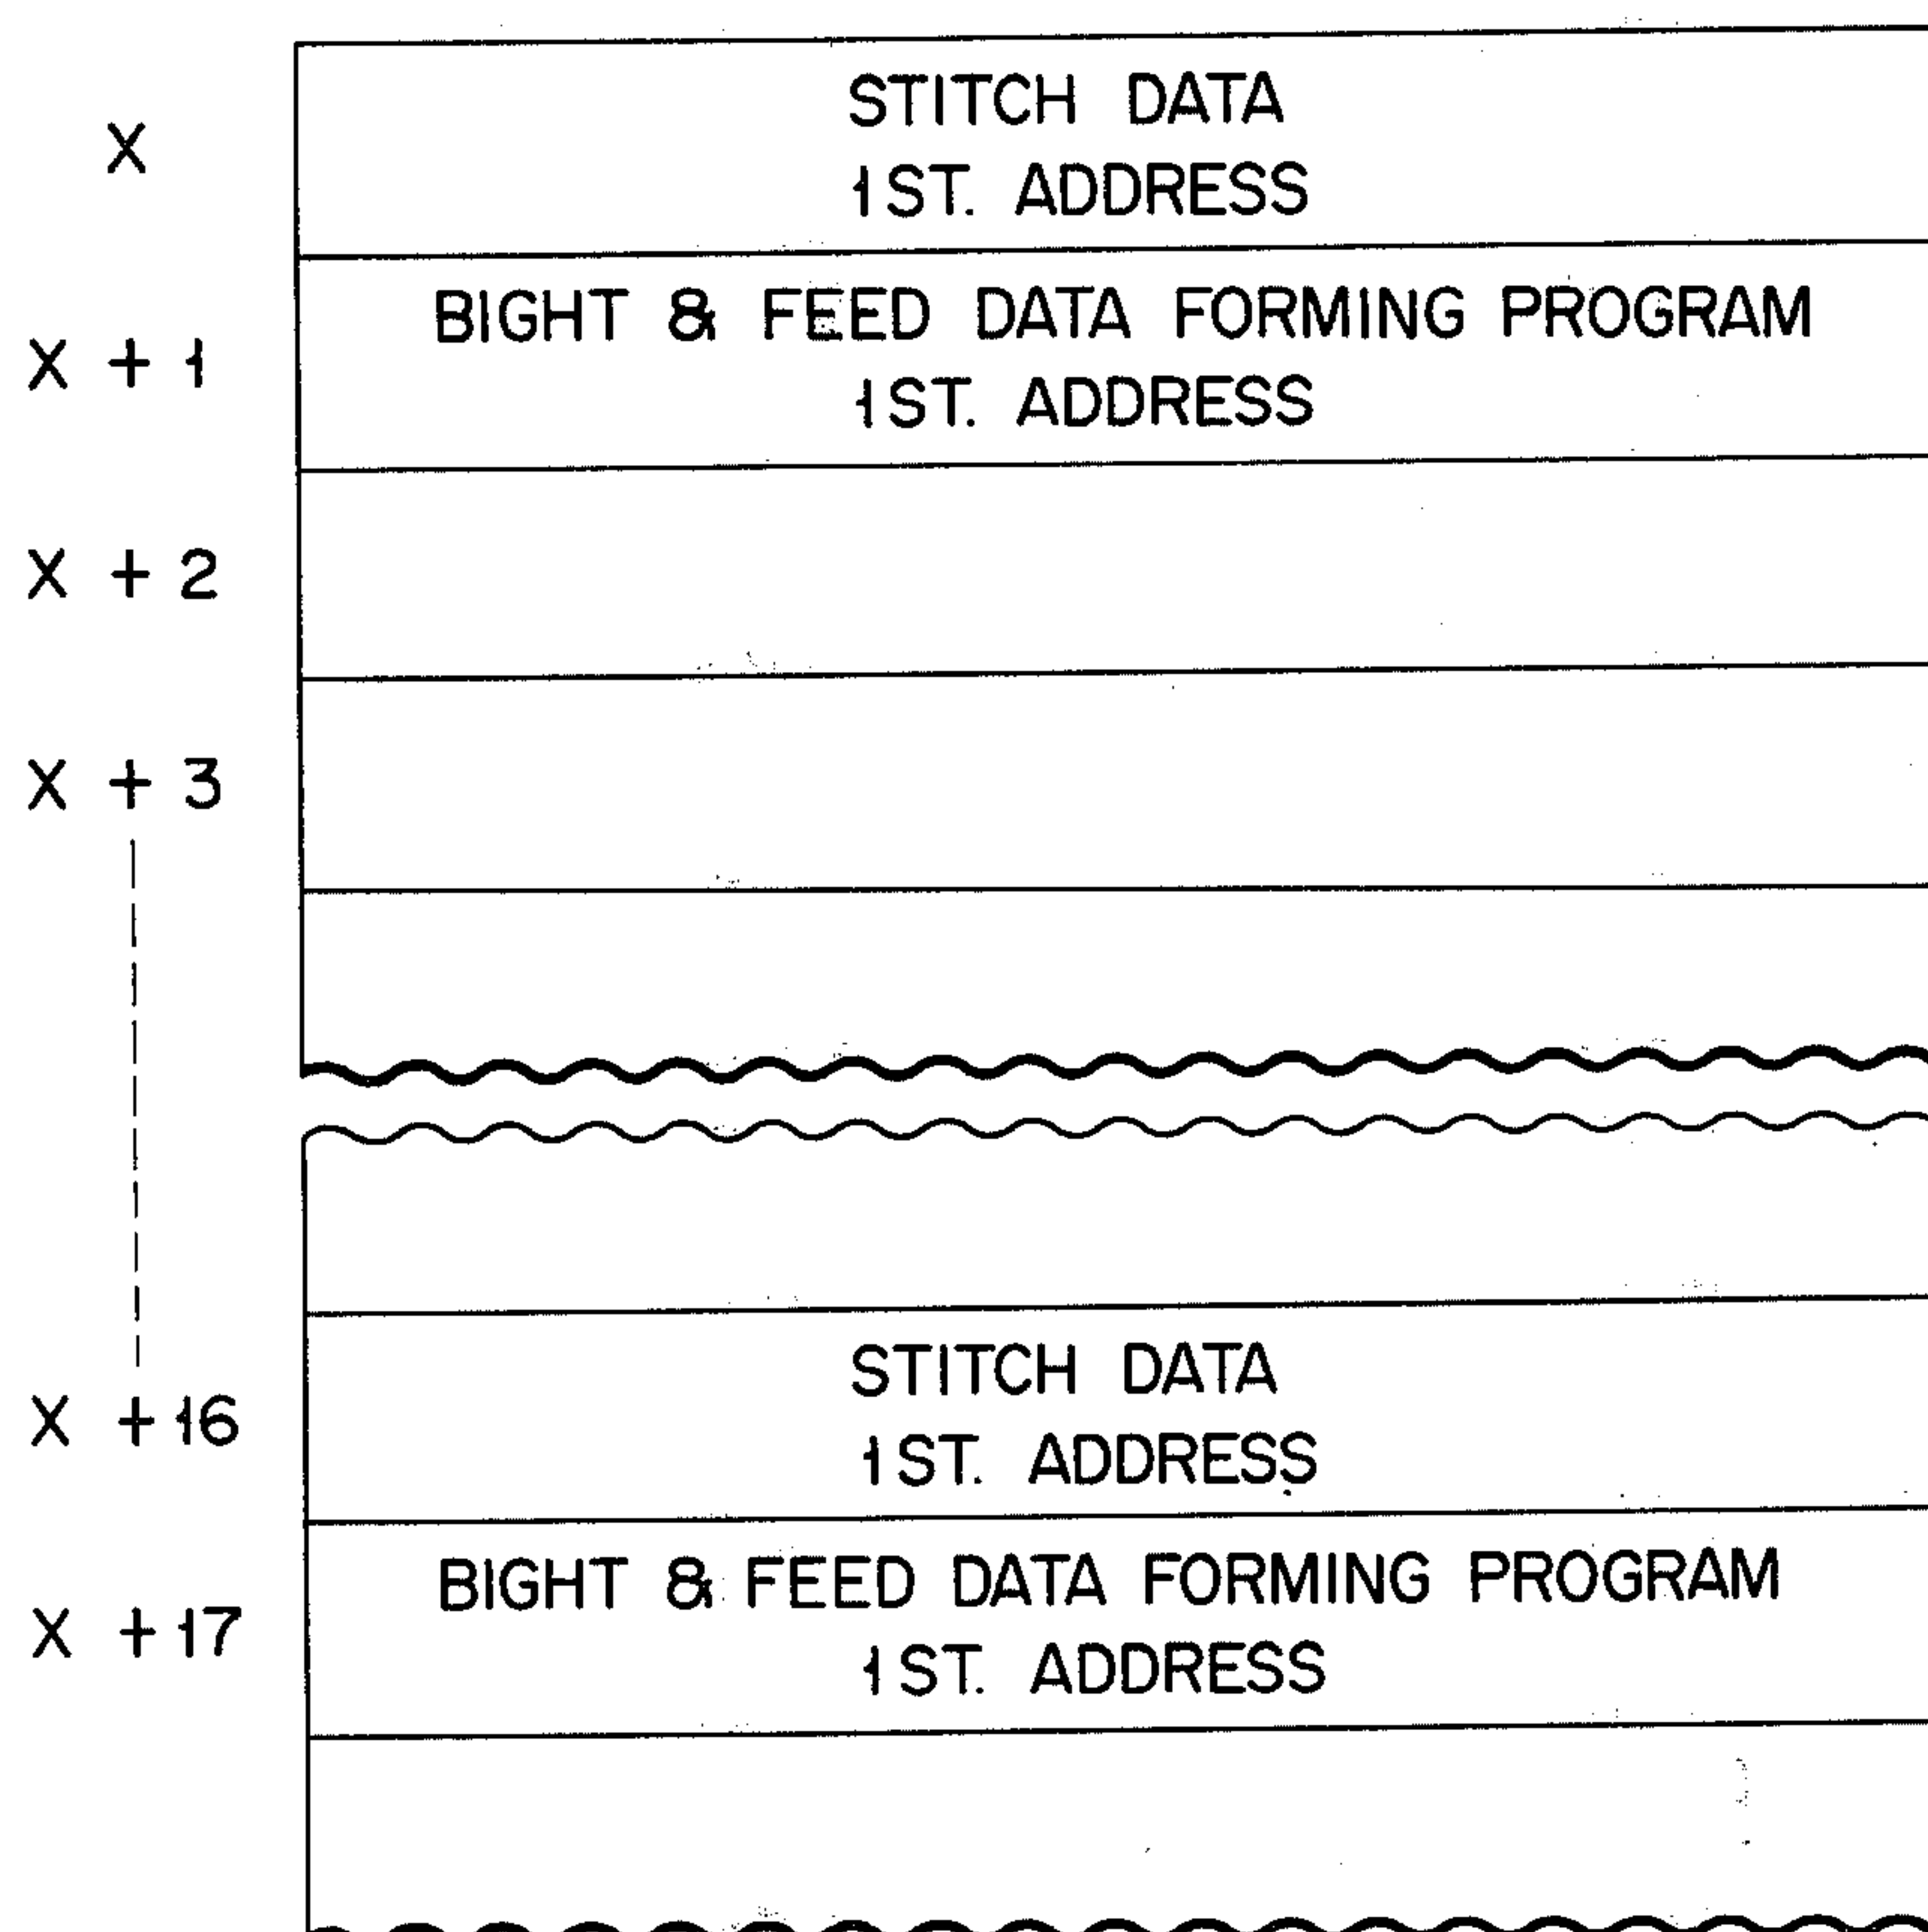 STITCH DATA
X
1ST. ADDRESS
BIGHT & FEED DATA FORMING PROGRAM
X + 1
1ST. ADDRESS
X + 2
X + 3
STITCH DATA
X +16
1ST. ADDRESS
BIGHT & FEED DATA FORMING PROGRAM
X +17
1ST. ADDRESS